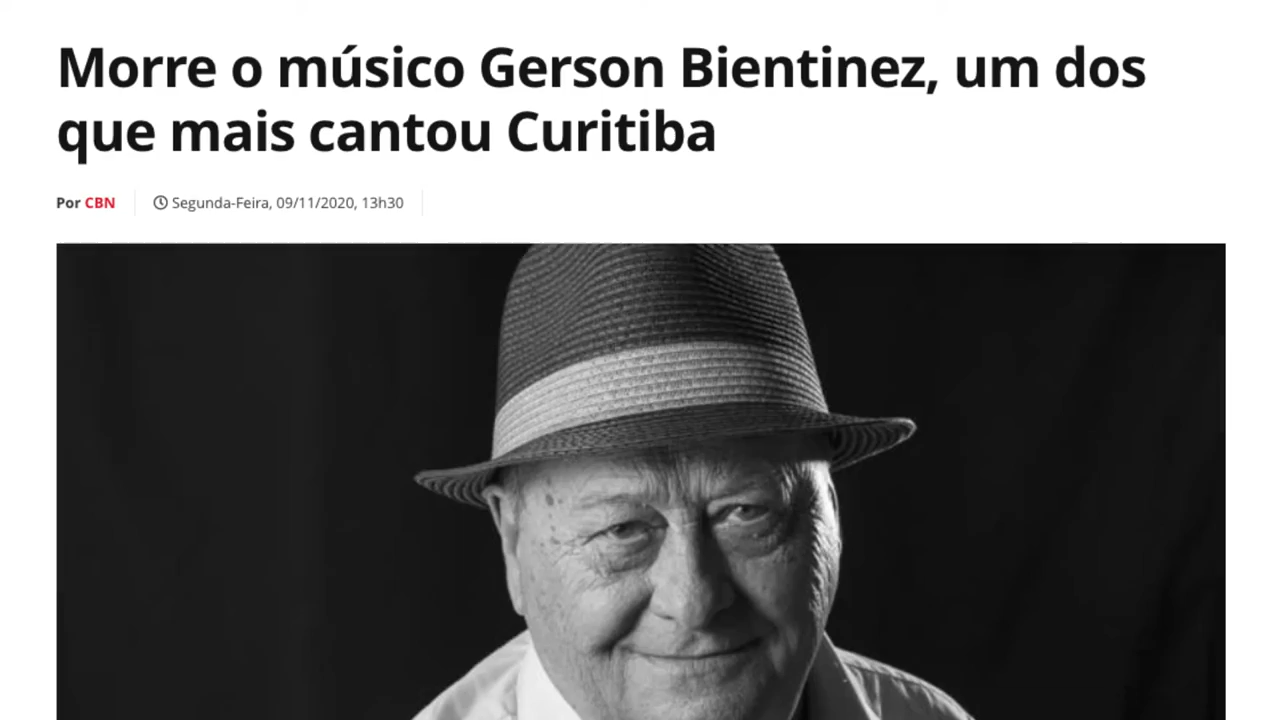 Morre o músico Gerson Bientinez, um dos
que mais cantou Curitiba
Por CBN Segunda-Feira, 09/11/2020, 13h30